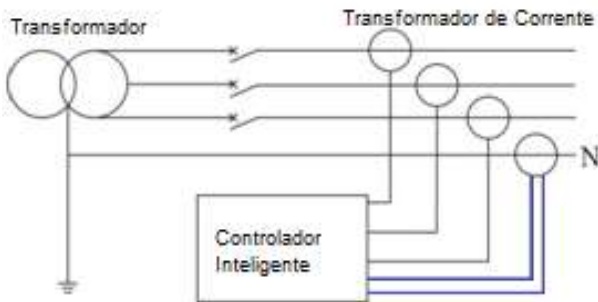 Transformador
Transformador de Corrente
N
Controlador
Inteligente